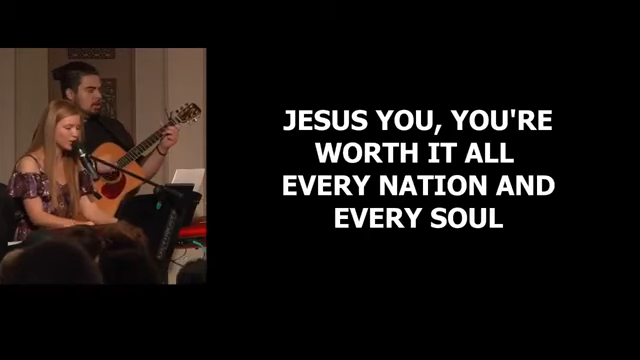 JESUS YOU, YOU'RE
WORTH IT ALL
EVERY NATION AND
EVERY SOUL